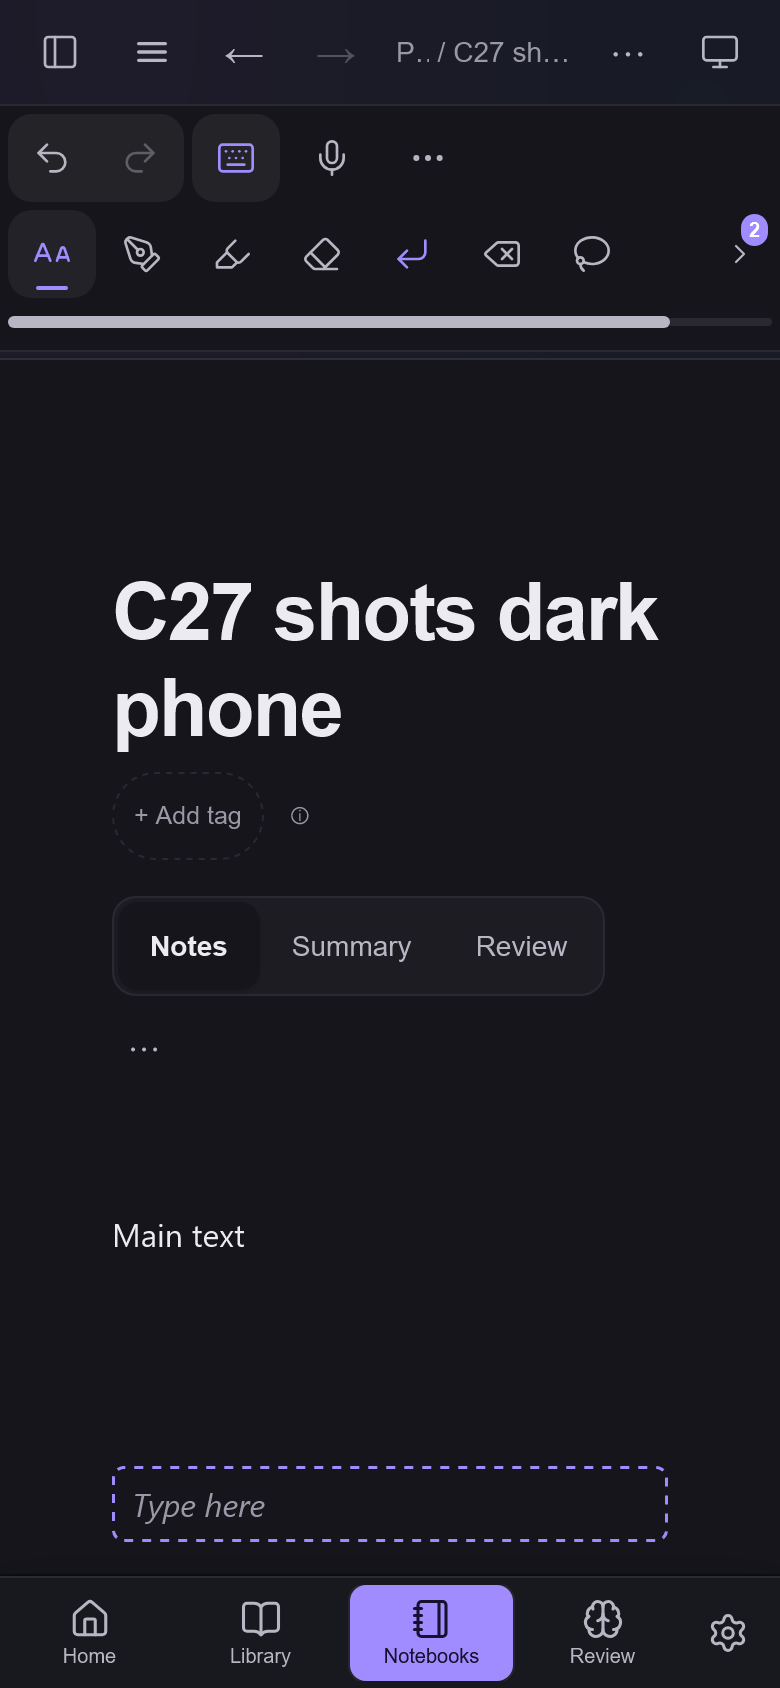 P.. / C27 sh...
2
C27 shots dark
phone
+ Add tag
Notes Summary Review
Main text
Type here
Home Library Notebooks Review